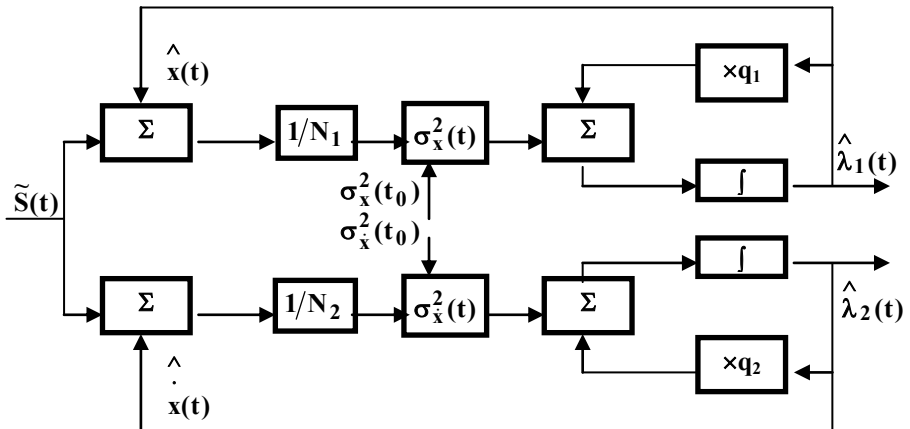 x̂(t)
×q₁
Σ
1/N₁
σ²ₓ(t)
Σ
λ̂₁(t)
S̃(t)
σ²ₓ(t₀)
∫
σ²ẋ(t₀)
∫
Σ
1/N₂
σ²ẋ(t)
Σ
λ̂₂(t)
×q₂
ẋ̂(t)